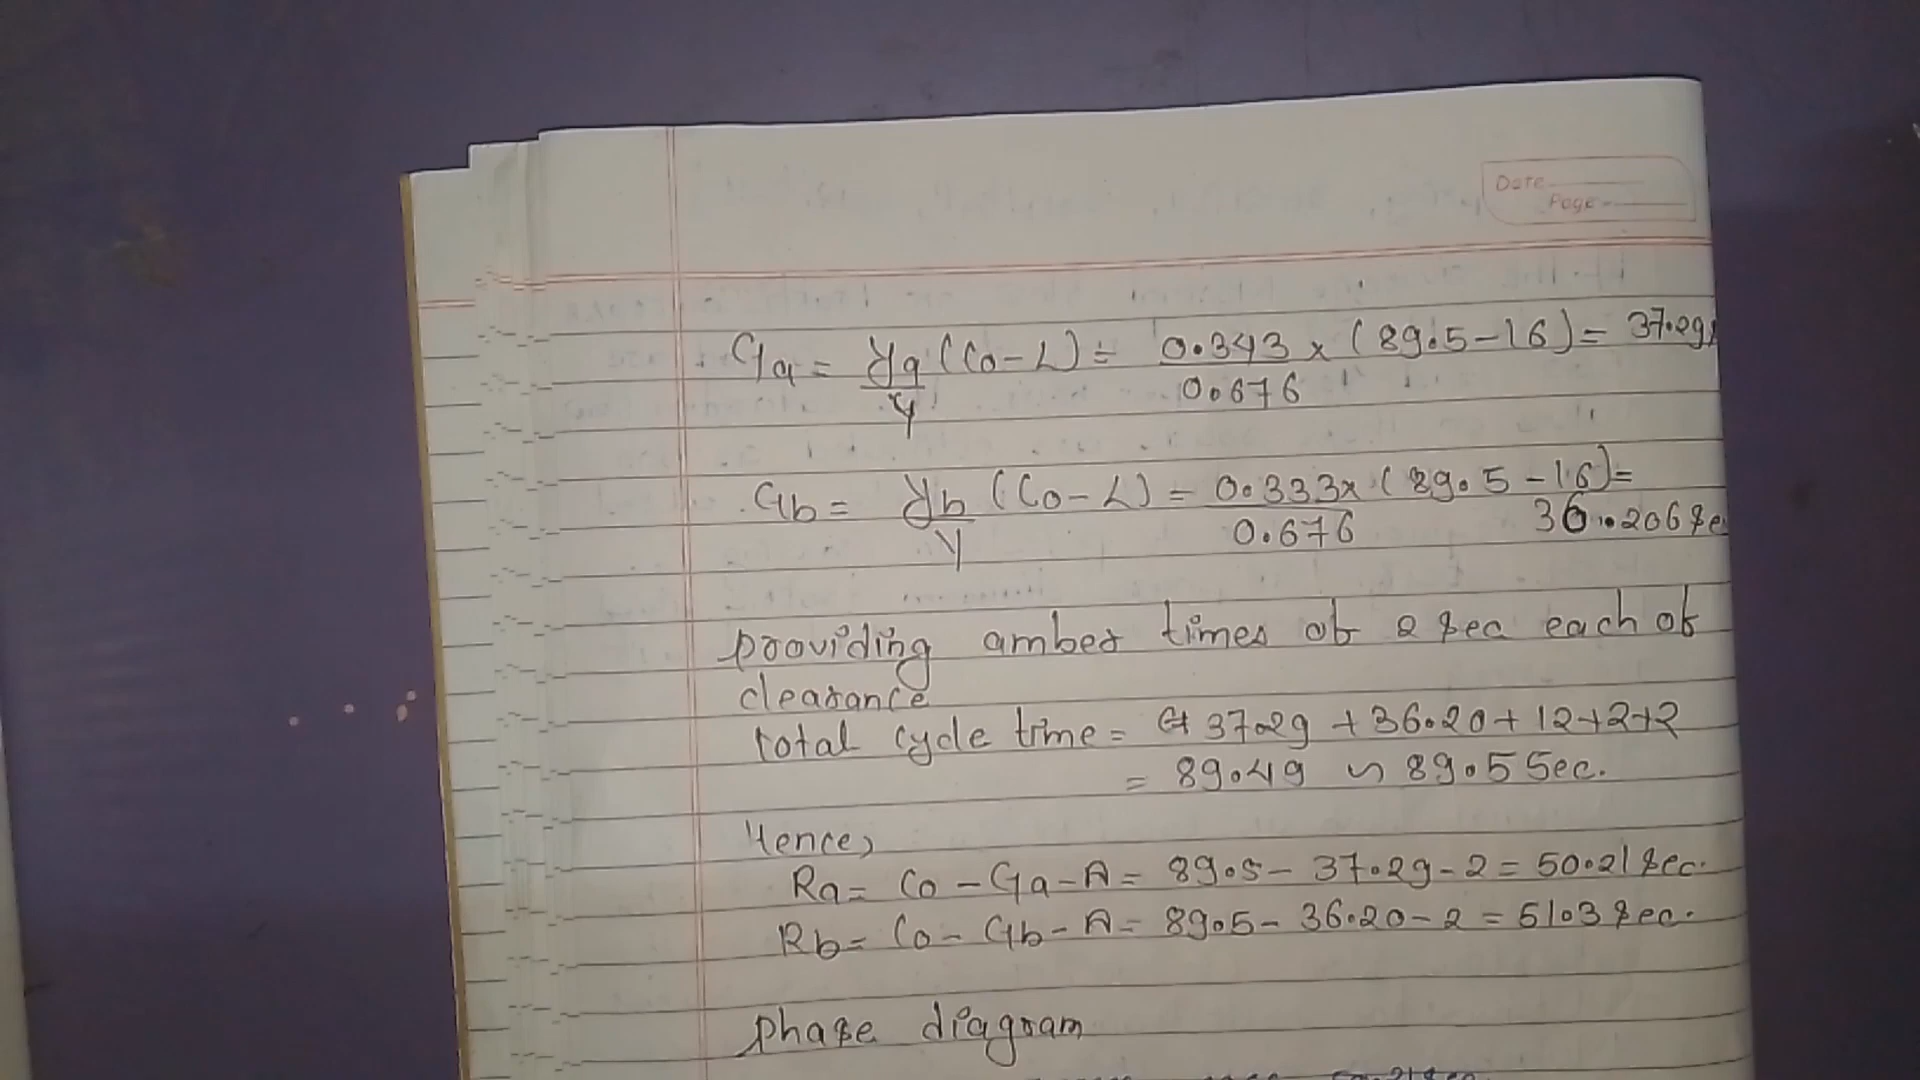 Date
Page
Ga = ya/y (Co-L) = 0.343/0.676 x (89.5-16) = 37.29
Gb = yb/y (Co-L) = 0.333/0.676 x (89.5-16) =
36.206 se
providing amber times of 2 sec each of
clearance
total cycle time = 37.29 + 36.20 + 12+2+2
= 89.49 ∽ 89.5 Sec.
Hence,
Ra = Co - Ga - A = 89.5 - 37.29 - 2 = 50.21 sec.
Rb = Co - Gb - A = 89.5 - 36.20 - 2 = 51.3 sec.
phase diagram